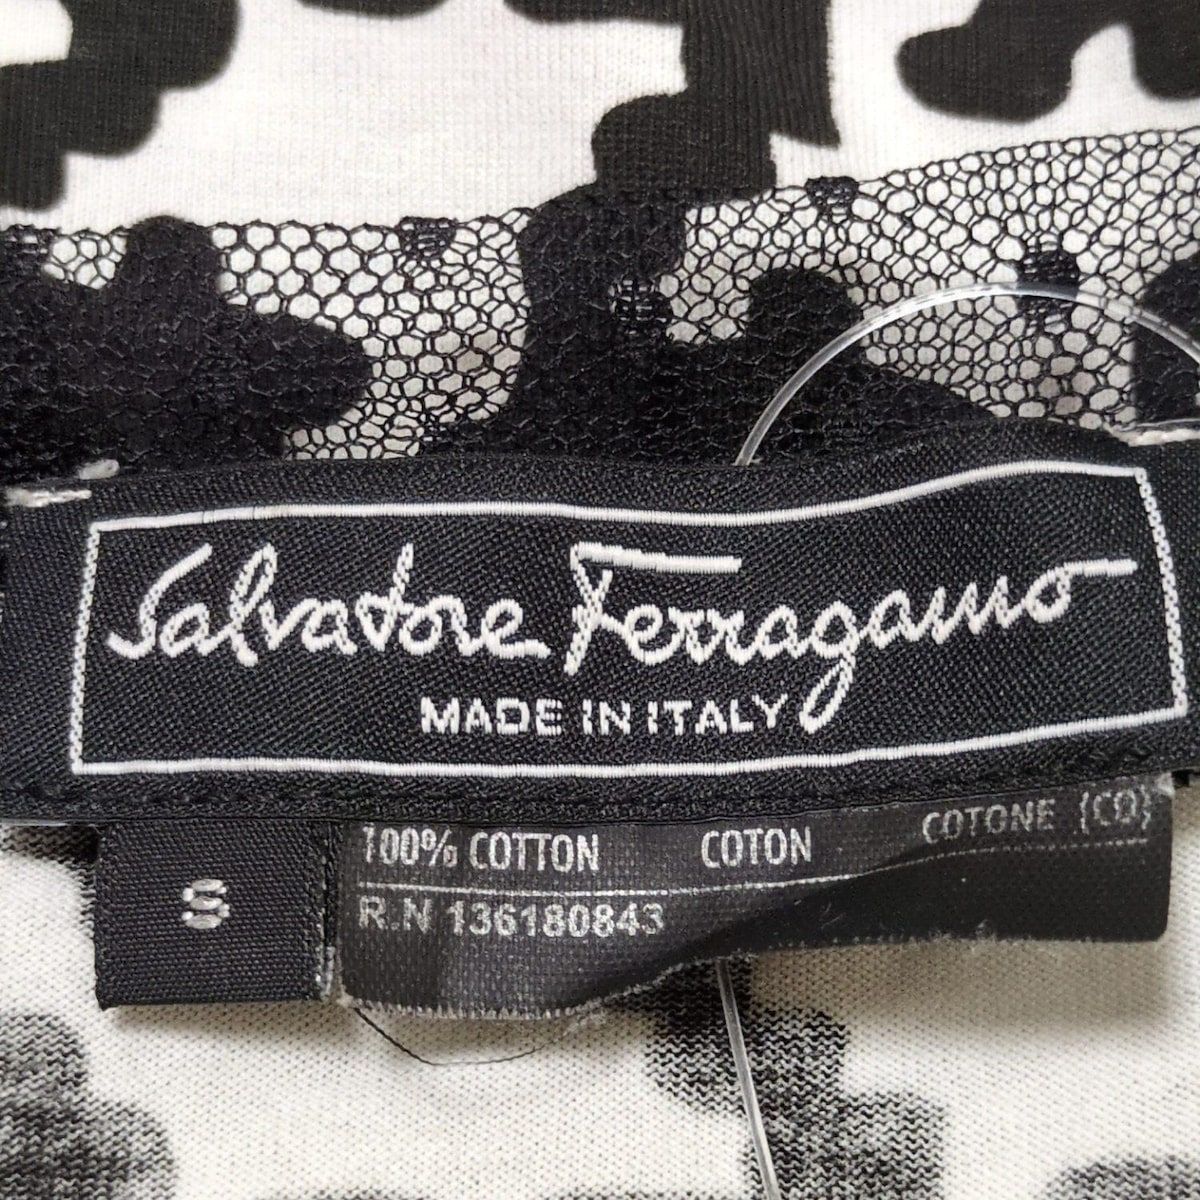 Salvatore Ferragamo
MADE IN ITALY
100% COTTON COTON COTONE (CO)
S
R.N 136180843